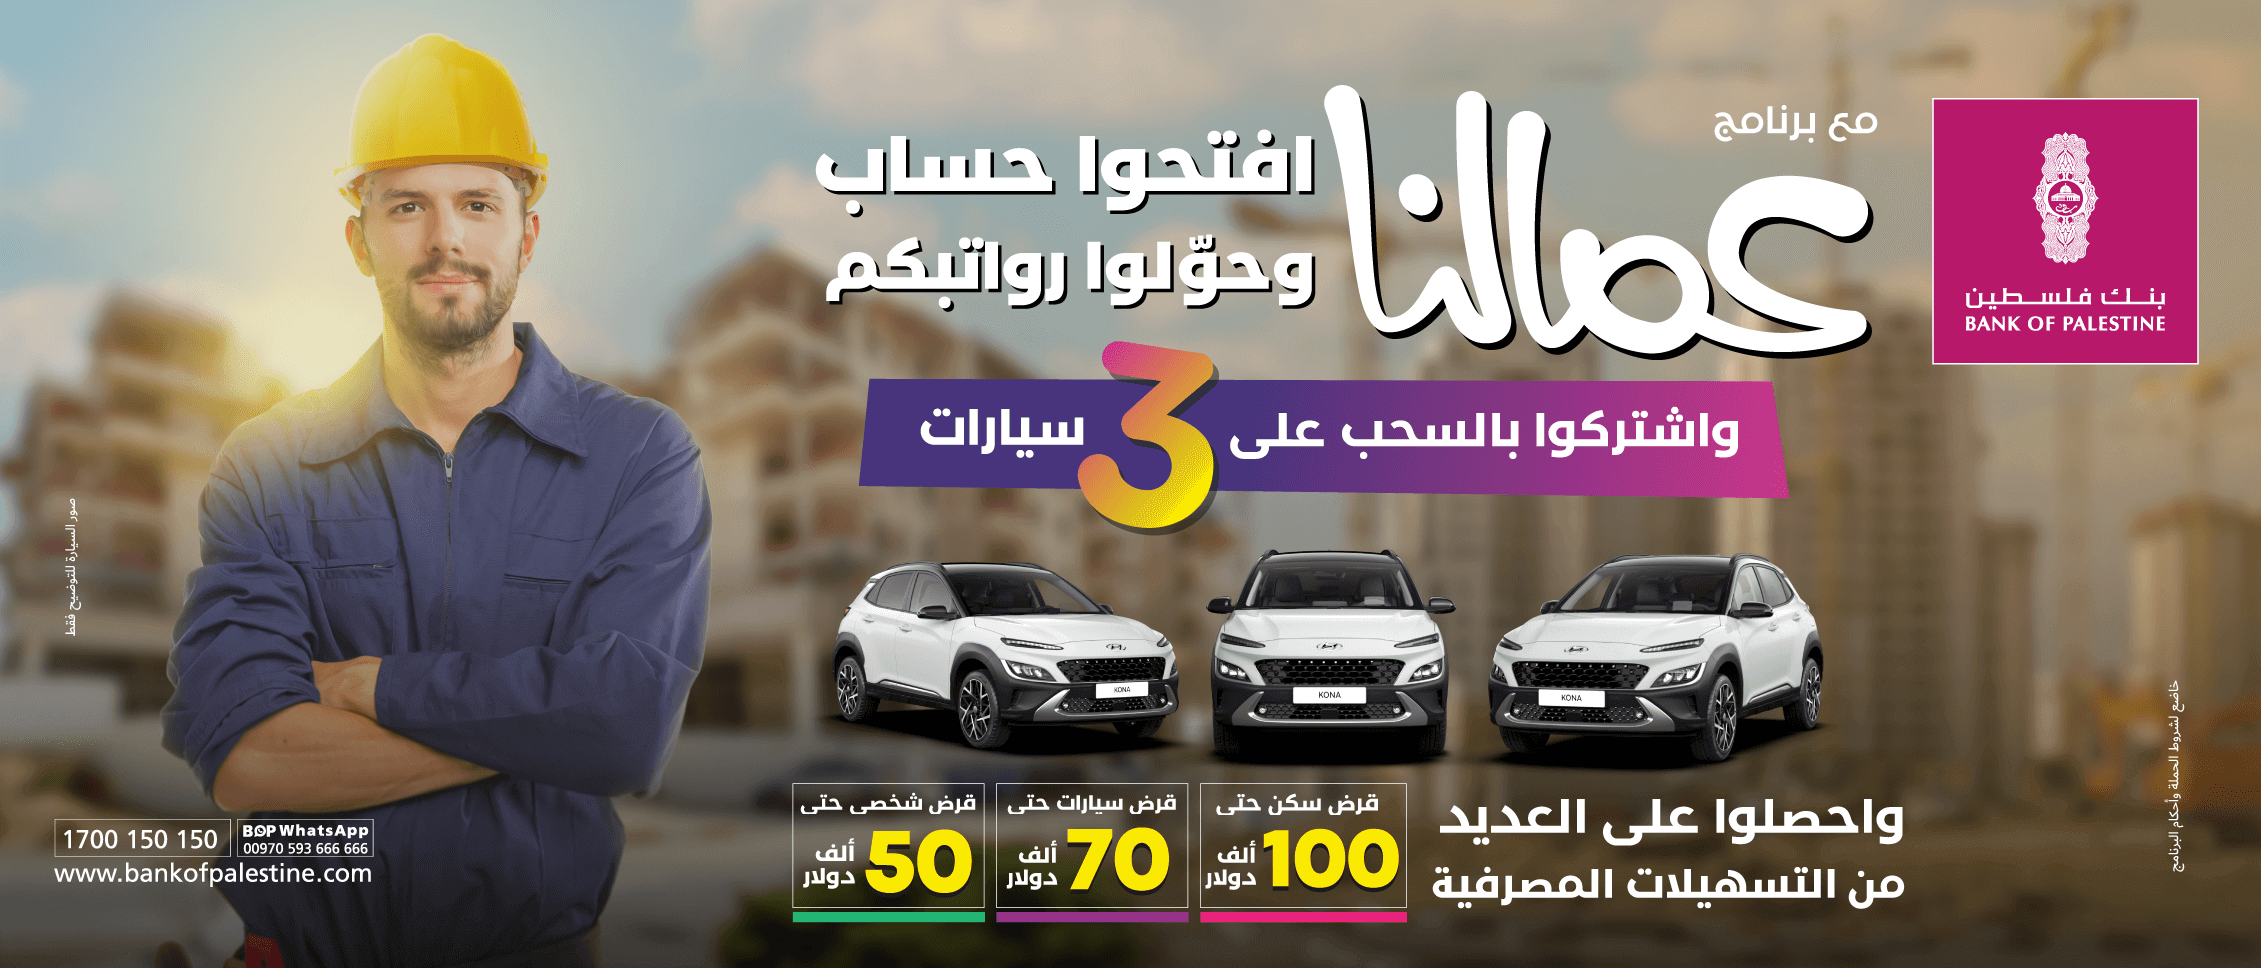 مع برنامج
عمالنا
افتحوا حساب
وحوّلوا رواتبكم
واشتركوا بالسحب على 3 سيارات
بنك فلسطين
BANK OF PALESTINE
KONA
KONA
KONA
واحصلوا على العديد
من التسهيلات المصرفية
قرض سكن حتى
100 ألف دولار
قرض سيارات حتى
70 ألف دولار
قرض شخصي حتى
50 ألف دولار
1700 150 150
BOP WhatsApp
00970 593 666 666
www.bankofpalestine.com
صور السيارة للتوضيح فقط
خاضع لشروط الحملة وأحكام البرنامج